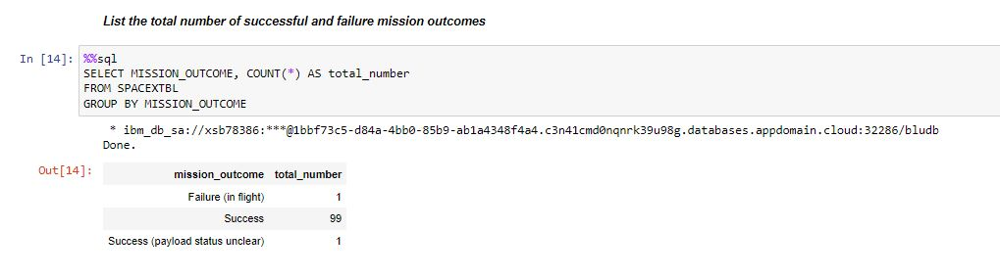 List the total number of successful and failure mission outcomes
In [14]: %%sql
SELECT MISSION_OUTCOME, COUNT(*) AS total_number
FROM SPACEXTBL
GROUP BY MISSION_OUTCOME
* ibm_db_sa://xsb78386:***@1bbf73c5-d84a-4bb0-85b9-ab1a4348f4a4.c3n41cmd0nqnrk39u98g.databases.appdomain.cloud:32286/bludb
Done.
Out[14]: mission_outcome total_number
Failure (in flight) 1
Success 99
Success (payload status unclear) 1